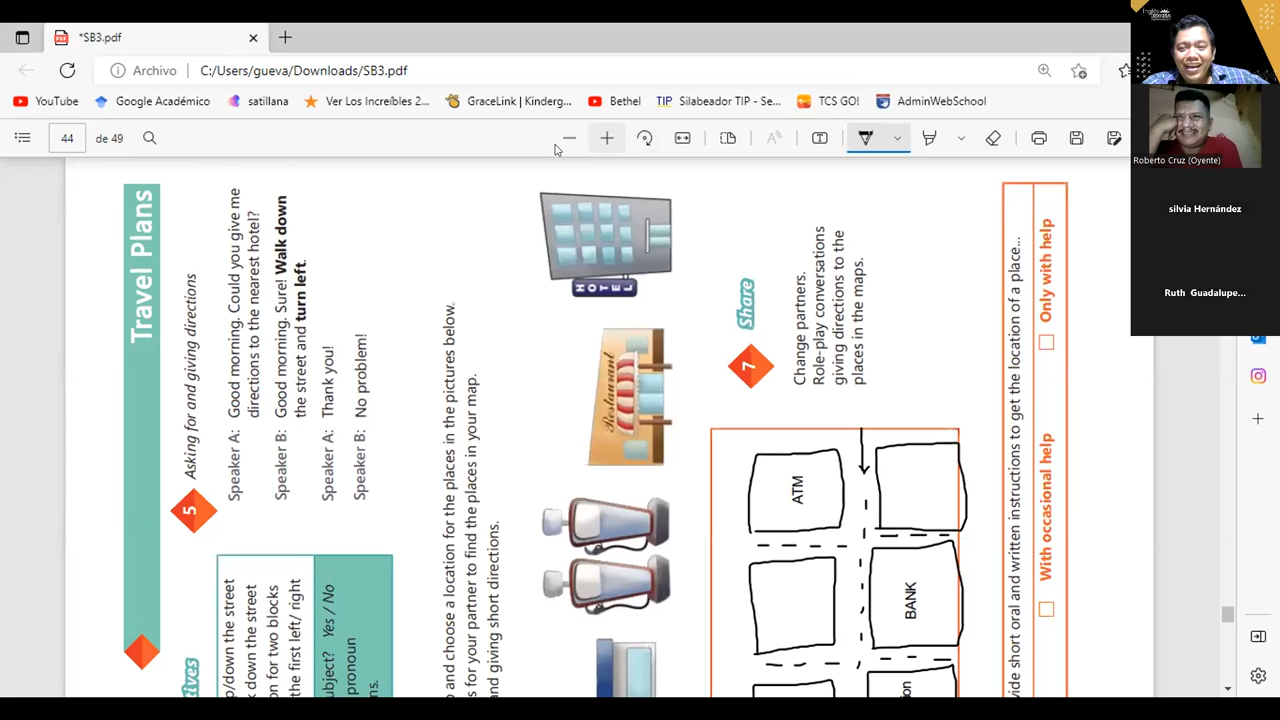 *SB3.pdf
Archivo
C:/Users/gueva/Downloads/SB3.pdf
YouTube
Google Académico
satillana
Ver Los Increíbles 2...
GraceLink | Kinderg...
Bethel
TIP Silabeador TIP - Se...
TCS GO!
AdminWebSchool
44 de 49
Roberto Cruz (Oyente)
silvia Hernández
Ruth Guadalupe...
Travel Plans
5
Asking for and giving directions
Speaker A: Good morning. Could you give me
directions to the nearest hotel?
Speaker B: Good morning. Sure! Walk down
the street and turn left.
Speaker A: Thank you!
Speaker B: No problem!
tives
p/down the street
k down the street
on for two blocks
the first left/ right
ubject? Yes / No
pronoun
ns.
p and choose a location for the places in the pictures below.
s for your partner to find the places in your map.
and giving short directions.
Restaurant
HOTEL
7
Share
Change partners.
Role-play conversations
giving directions to the
places in the maps.
ATM
BANK
ion
vide short oral and written instructions to get the location of a place...
With occasional help
Only with help